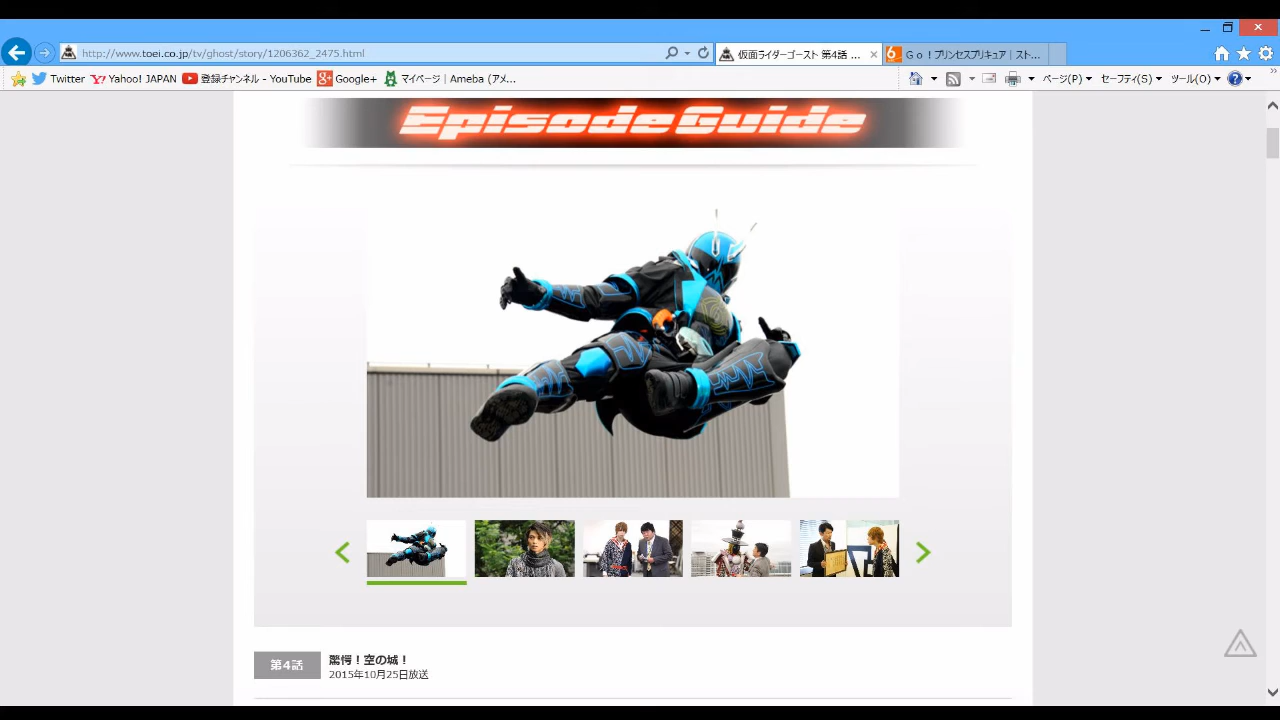 http://www.toei.co.jp/tv/ghost/story/1206362_2475.html
仮面ライダーゴースト 第4話 ...
Ｇｏ！プリンセスプリキュア｜スト...
Twitter
Yahoo! JAPAN
登録チャンネル - YouTube
Google+
マイページ｜Ameba (アメ...
ページ(P)
セーフティ(S)
ツール(O)
Episode Guide
第4話
驚愕！空の城！
2015年10月25日放送